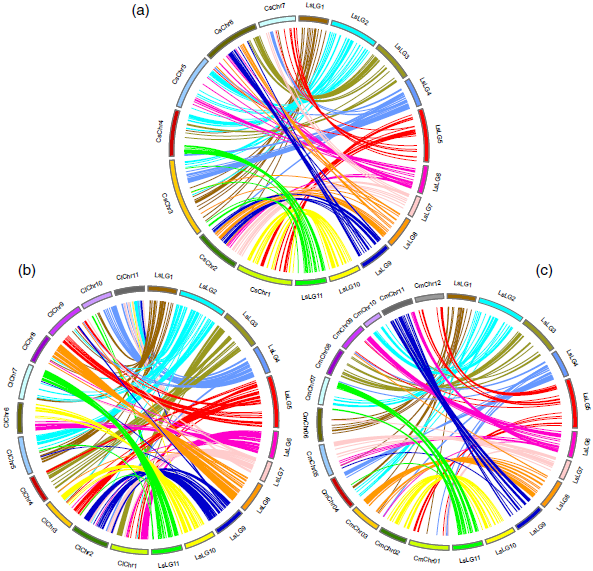 (a)
CsChr7
LsLG1
LsLG2
LsLG3
LsLG4
LsLG5
LsLG6
LsLG7
LsLG8
LsLG9
LsLG10
LsLG11
CsChr1
CsChr2
CsChr3
CsChr4
CsChr5
CsChr6
(b)
ClChr11
LsLG1
LsLG2
LsLG3
LsLG4
LsLG5
LsLG6
LsLG7
LsLG8
LsLG9
LsLG10
LsLG11
ClChr1
ClChr2
ClChr3
ClChr4
ClChr5
ClChr6
ClChr7
ClChr8
ClChr9
ClChr10
(c)
CmChr12
LsLG1
LsLG2
LsLG3
LsLG4
LsLG5
LsLG6
LsLG7
LsLG8
LsLG9
LsLG10
LsLG11
CmChr01
CmChr02
CmChr03
CmChr04
CmChr05
CmChr06
CmChr07
CmChr08
CmChr09
CmChr10
CmChr11